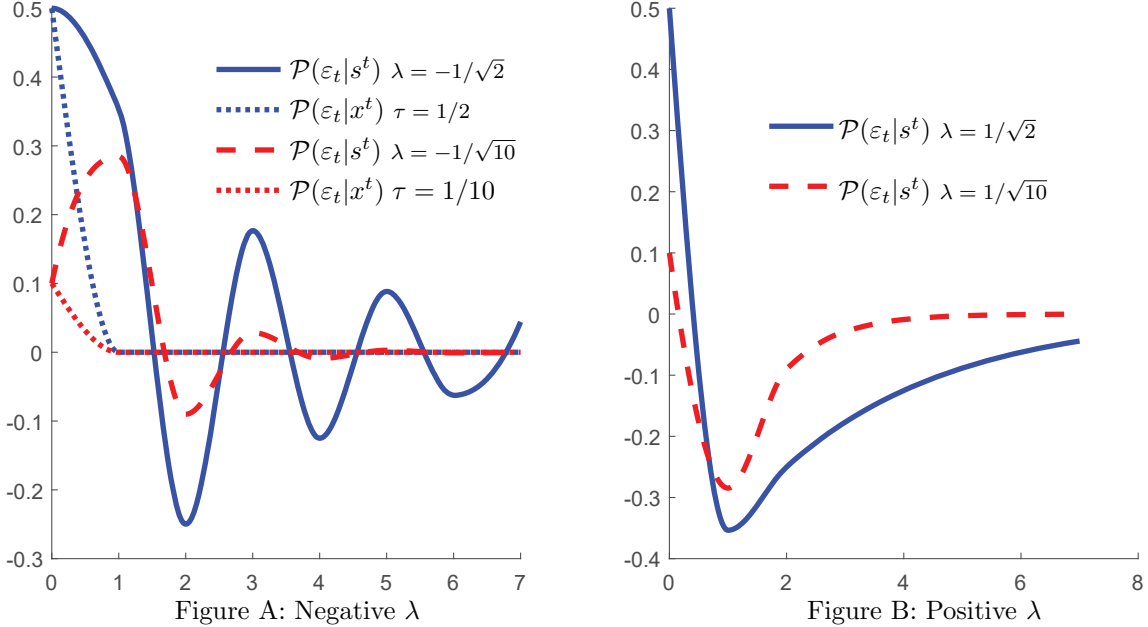 0.5
0.4
0.3
0.2
0.1
0
-0.1
-0.2
-0.3
0 1 2 3 4 5 6 7
𝒫(ε_t|s^t) λ = −1/√2
𝒫(ε_t|x^t) τ = 1/2
𝒫(ε_t|s^t) λ = −1/√10
𝒫(ε_t|x^t) τ = 1/10
Figure A: Negative λ
0.5
0.4
0.3
0.2
0.1
0
-0.1
-0.2
-0.3
-0.4
0 2 4 6 8
𝒫(ε_t|s^t) λ = 1/√2
𝒫(ε_t|s^t) λ = 1/√10
Figure B: Positive λ